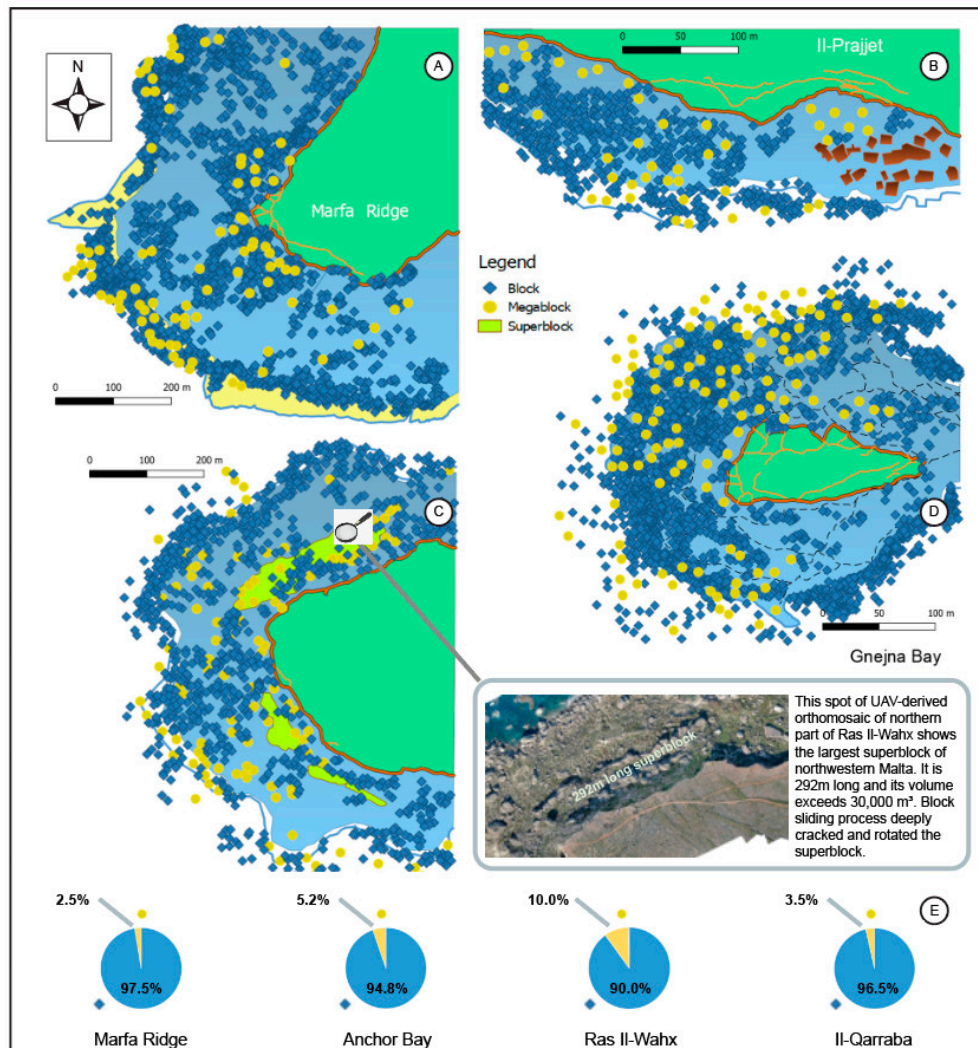 N
A
Marfa Ridge
0 100 200 m
0 50 100 m
Il-Prajjet
B
Legend
Block
Megablock
Superblock
0 100 200 m
C
D
0 50 100 m
Gnejna Bay
292m long superblock
This spot of UAV-derived
orthomosaic of northern
part of Ras Il-Wahx shows
the largest superblock of
northwestern Malta. It is
292m long and its volume
exceeds 30,000 m³. Block
sliding process deeply
cracked and rotated the
superblock.
E
2.5%
97.5%
Marfa Ridge
5.2%
94.8%
Anchor Bay
10.0%
90.0%
Ras Il-Wahx
3.5%
96.5%
Il-Qarraba